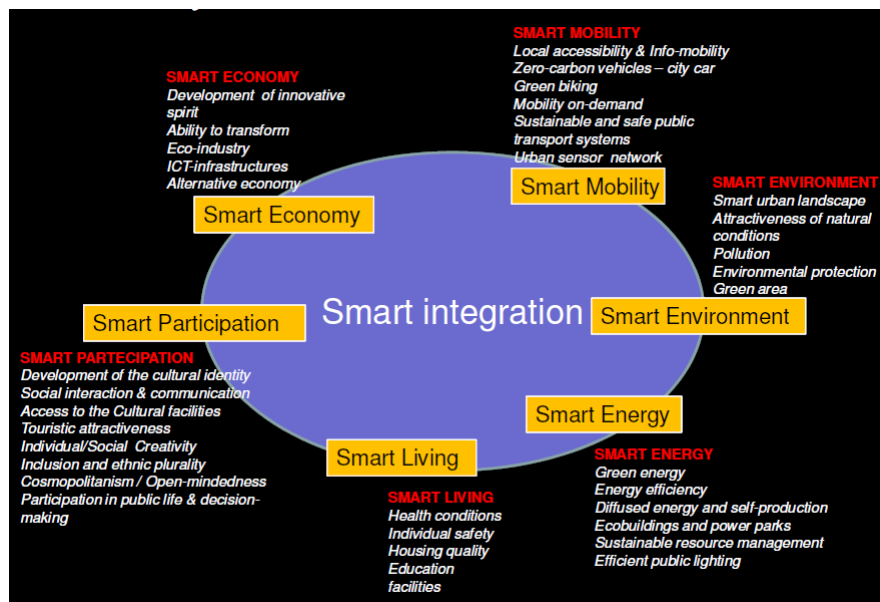 SMART MOBILITY
Local accessibility & Info-mobility
Zero-carbon vehicles – city car
Green biking
Mobility on-demand
Sustainable and safe public
transport systems
Urban sensor network
SMART ECONOMY
Development of innovative
spirit
Ability to transform
Eco-industry
ICT-infrastructures
Alternative economy
Smart Mobility
SMART ENVIRONMENT
Smart urban landscape
Attractiveness of natural
conditions
Pollution
Environmental protection
Green area
Smart Economy
Smart Participation
Smart integration
Smart Environment
SMART PARTECIPATION
Development of the cultural identity
Social interaction & communication
Access to the Cultural facilities
Touristic attractiveness
Individual/Social Creativity
Inclusion and ethnic plurality
Cosmopolitanism / Open-mindedness
Participation in public life & decision-
making
Smart Energy
Smart Living
SMART ENERGY
Green energy
Energy efficiency
Diffused energy and self-production
Ecobuildings and power parks
Sustainable resource management
Efficient public lighting
SMART LIVING
Health conditions
Individual safety
Housing quality
Education
facilities